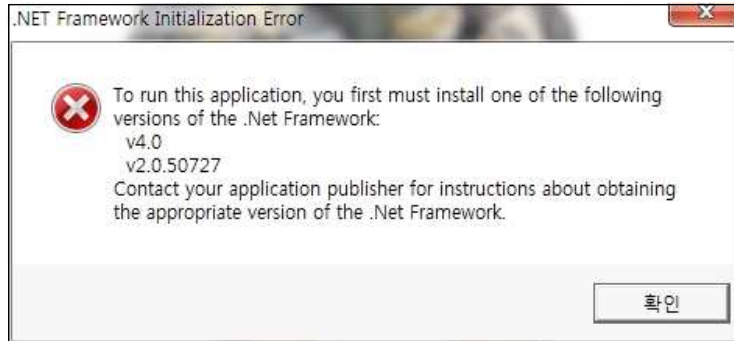 .NET Framework Initialization Error
To run this application, you first must install one of the following
versions of the .Net Framework:
v4.0
v2.0.50727
Contact your application publisher for instructions about obtaining
the appropriate version of the .Net Framework.
확인